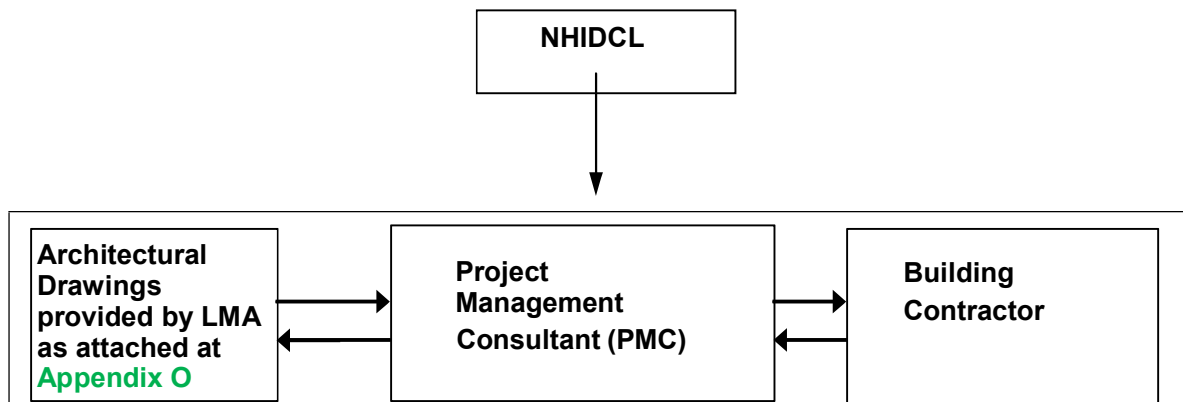 NHIDCL
Architectural
Drawings
provided by LMA
as attached at
Appendix O
Project
Management
Consultant (PMC)
Building
Contractor